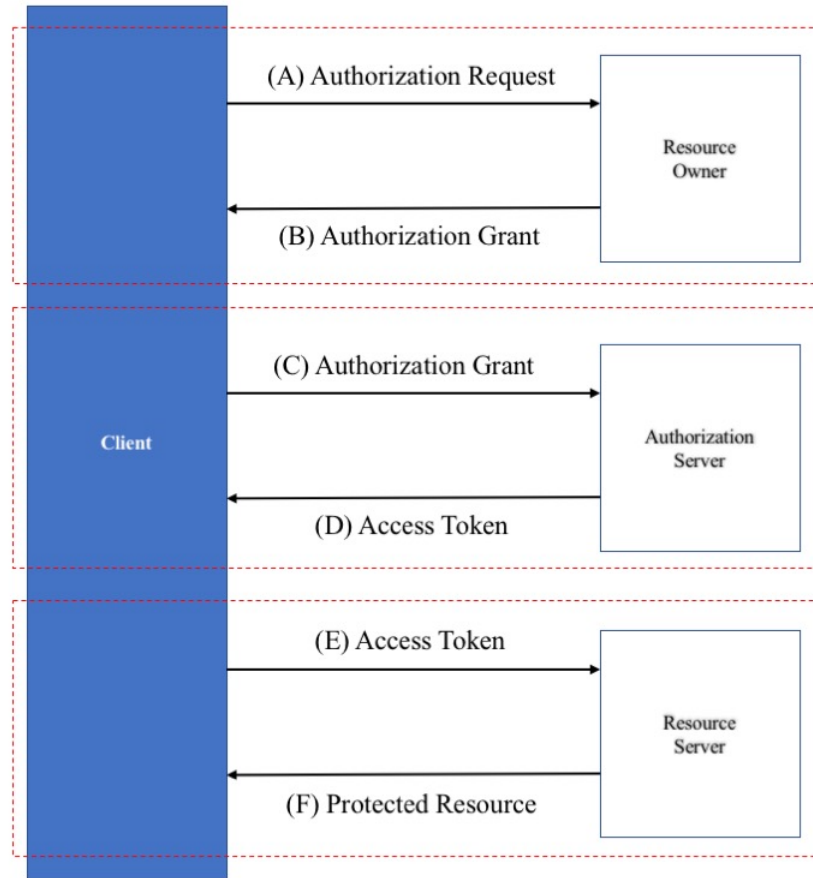 (A) Authorization Request
Resource
Owner
(B) Authorization Grant
(C) Authorization Grant
Client
Authorization
Server
(D) Access Token
(E) Access Token
Resource
Server
(F) Protected Resource